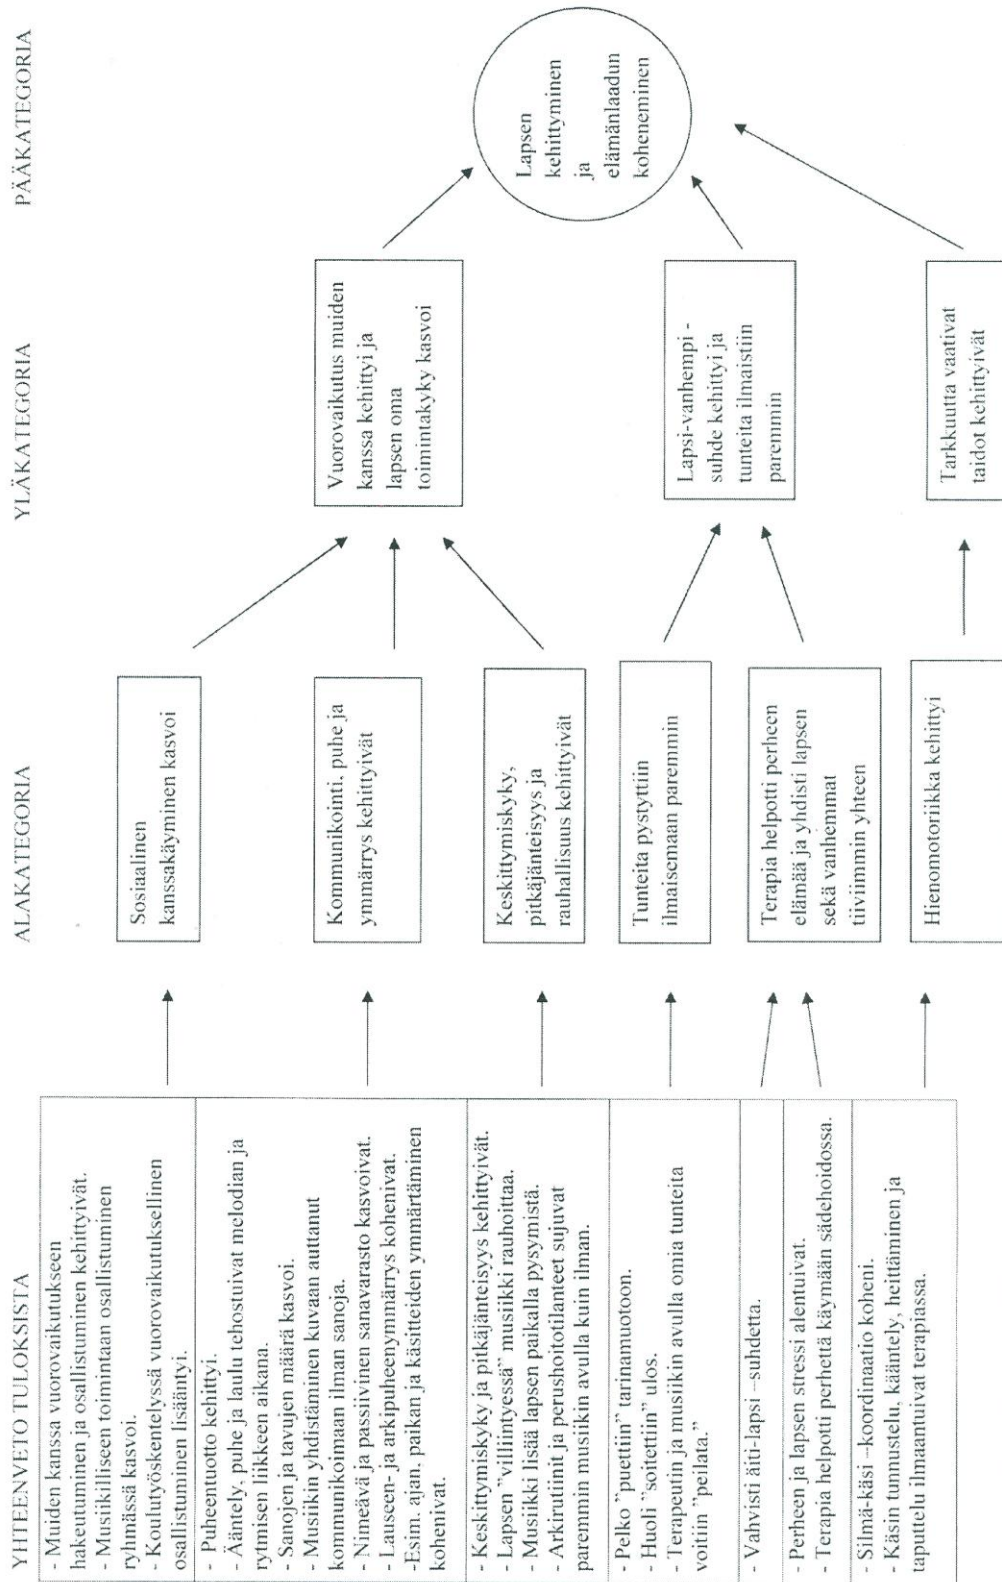 YHTEENVETO TULOKSISTA
- Muiden kanssa vuorovaikutukseen
hakeutuminen ja osallistuminen kehittyivät.
- Musiikilliseen toimintaan osallistuminen
ryhmässä kasvoi.
- Koulutyöskentelyssä vuorovaikutuksellinen
osallistuminen lisääntyi.
- Puheentuotto kehittyi.
- Ääntely, puhe ja laulu tehostuivat melodian ja
rytmisen liikkeen aikana.
- Sanojen ja tavujen määrä kasvoi.
- Musiikin yhdistäminen kuvaan auttanut
kommunikoimaan ilman sanoja.
- Nimeävä ja passiivinen sanavarasto kasvoivat.
- Lauseen- ja arkipuheenymmärrys kohenivat.
-Esim. ajan, paikan ja käsitteiden ymmärtäminen
kohenivat.
- Keskittymiskyky ja pitkäjänteisyys kehittyivät.
- Lapsen ”villiintyessä” musiikki rauhoittaa.
- Musiikki lisää lapsen paikalla pysymistä.
- Arkirutiinit ja perushoitotilanteet sujuvat
paremmin musiikin avulla kuin ilman.
- Pelko ”puettiin” tarinamuotoon.
- Huoli ”soitettiin” ulos.
- Terapeutin ja musiikin avulla omia tunteita
voitiin ”peilata.”
- Vahvisti äiti-lapsi –suhdetta.
- Perheen ja lapsen stressi alentuivat.
- Terapia helpotti perhettä käymään sädehoidossa.
- Silmä-käsi –koordinaatio koheni.
- Käsin tunnustelu, kääntely, heittäminen ja
taputtelu ilmaantuivat terapiassa.
ALAKATEGORIA
Sosiaalinen
kanssakäyminen kasvoi
Kommunikointi, puhe ja
ymmärrys kehittyivät
Keskittymiskyky,
pitkäjänteisyys ja
rauhallisuus kehittyivät
Tunteita pystyttiin
ilmaisemaan paremmin
Terapia helpotti perheen
elämää ja yhdisti lapsen
sekä vanhemmat
tiiviimmin yhteen
Hienomotoriikka kehittyi
YLÄKATEGORIA
Vuorovaikutus muiden
kanssa kehittyi ja
lapsen oma
toimintakyky kasvoi
Lapsi-vanhempi -
suhde kehittyi ja
tunteita ilmaistiin
paremmin
Tarkkuutta vaativat
taidot kehittyivät
PÄÄKATEGORIA
Lapsen
kehittyminen
ja
elämänlaadun
koheneminen